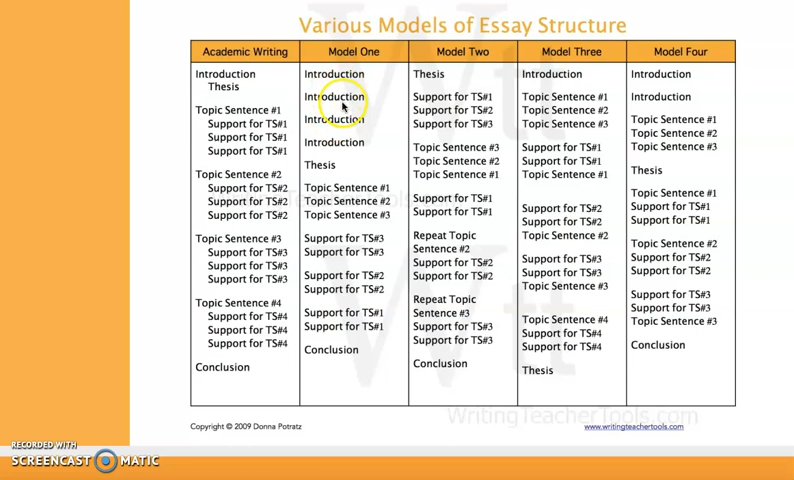 Various Models of Essay Structure
Academic Writing
Introduction
Thesis
Topic Sentence #1
Support for TS#1
Support for TS#1
Support for TS#1
Topic Sentence #2
Support for TS#2
Support for TS#2
Support for TS#2
Topic Sentence #3
Support for TS#3
Support for TS#3
Support for TS#3
Topic Sentence #4
Support for TS#4
Support for TS#4
Support for TS#4
Conclusion
Model One
Introduction
Introduction
Introduction
Introduction
Thesis
Topic Sentence #1
Topic Sentence #2
Topic Sentence #3
Support for TS#3
Support for TS#3
Support for TS#2
Support for TS#2
Support for TS#1
Support for TS#1
Conclusion
Model Two
Thesis
Support for TS#1
Support for TS#2
Support for TS#3
Topic Sentence #3
Topic Sentence #2
Topic Sentence #1
Support for TS#1
Support for TS#1
Repeat Topic
Sentence #2
Support for TS#2
Support for TS#2
Repeat Topic
Sentence #3
Support for TS#3
Support for TS#3
Conclusion
Model Three
Introduction
Topic Sentence #1
Topic Sentence #2
Topic Sentence #3
Support for TS#1
Support for TS#1
Topic Sentence #1
Support for TS#2
Support for TS#2
Topic Sentence #2
Support for TS#3
Support for TS#3
Topic Sentence #3
Topic Sentence #4
Support for TS#4
Support for TS#4
Thesis
Model Four
Introduction
Introduction
Topic Sentence #1
Topic Sentence #2
Topic Sentence #3
Thesis
Topic Sentence #1
Support for TS#1
Support for TS#1
Topic Sentence #2
Support for TS#2
Support for TS#2
Support for TS#3
Support for TS#3
Topic Sentence #3
Conclusion
WritingTeacherTools.com
Copyright © 2009 Donna Potratz
www.writingteachertools.com
RECORDED WITH
SCREENCAST MATIC